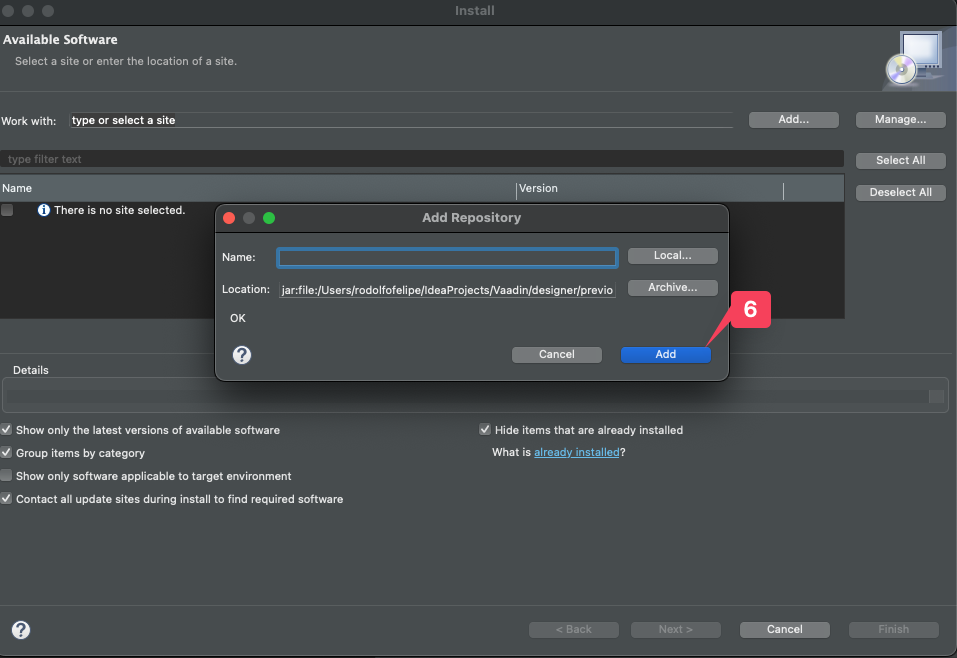 Install
Available Software
Select a site or enter the location of a site.
Work with: type or select a site Add... Manage...
type filter text Select All
Name Version
Deselect All
There is no site selected.
Add Repository
Name: Local...
Location: jar:file:/Users/rodolfofelipe/IdeaProjects/Vaadin/designer/previo Archive...
6
OK
? Cancel Add
Details
Show only the latest versions of available software Hide items that are already installed
Group items by category What is already installed?
Show only software applicable to target environment
Contact all update sites during install to find required software
? < Back Next > Cancel Finish